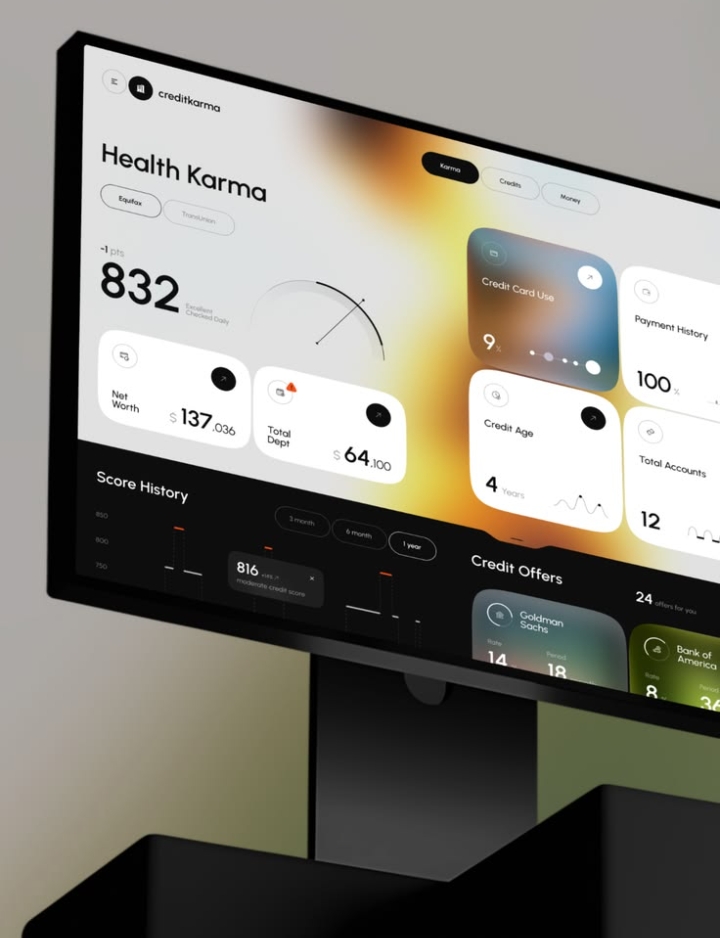 creditkarma
Karma
Credits
Money
Health Karma
Equifax
TransUnion
-1 pts
832
Excellent
Checked Daily
Net
Worth
$ 137.036
Total
Dept
$ 64.100
Credit Card Use
9%
Payment History
100%
Credit Age
4 Years
Total Accounts
12
Score History
3 month
6 month
1 year
850
800
750
816
moderate credit score
Credit Offers
24 offers for you
Goldman
Sachs
Rate
14
Period
18
Bank of
America
Rate
8
Period
36